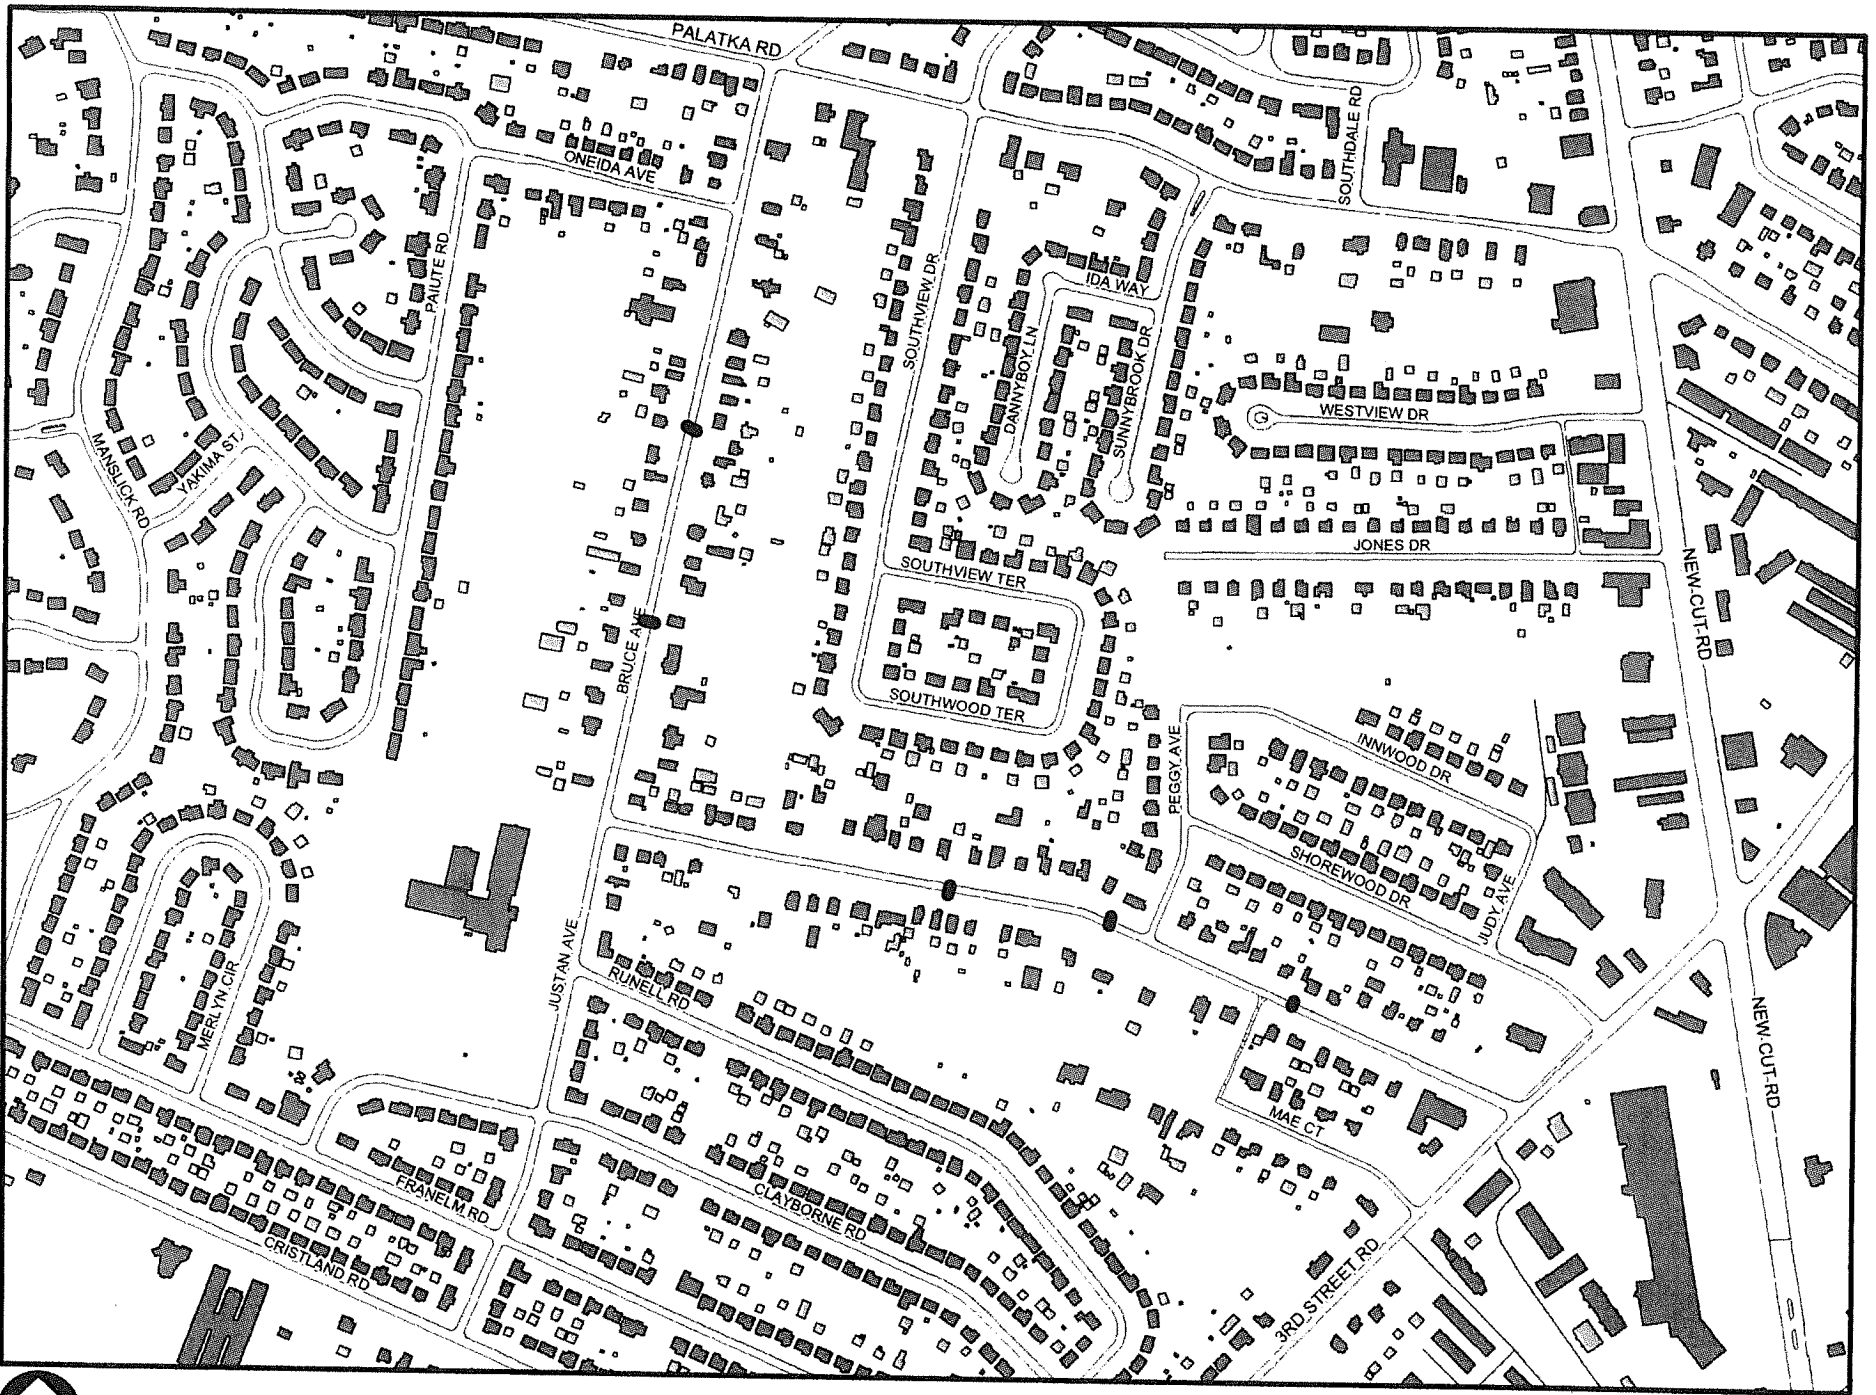 PALATKA RD
ONEIDA AVE
SOUTHDALE RD
PAIUTE RD
SOUTHVIEW DR
IDA WAY
DANNYBOY LN
SUNNYBROOK DR
WESTVIEW DR
MANSLICK RD
YAKIMA ST
JONES DR
NEW CUT RD
SOUTHVIEW TER
BRUCE AVE
SOUTHWOOD TER
PEGGY AVE
INNWOOD DR
SHOREWOOD DR
JUDY AVE
JUSTAN AVE
RUNELL RD
MERLYN CIR
NEW CUT RD
MAE CT
FRANELM RD
CLAYBORNE RD
CRISTLAND RD
3RD STREET RD